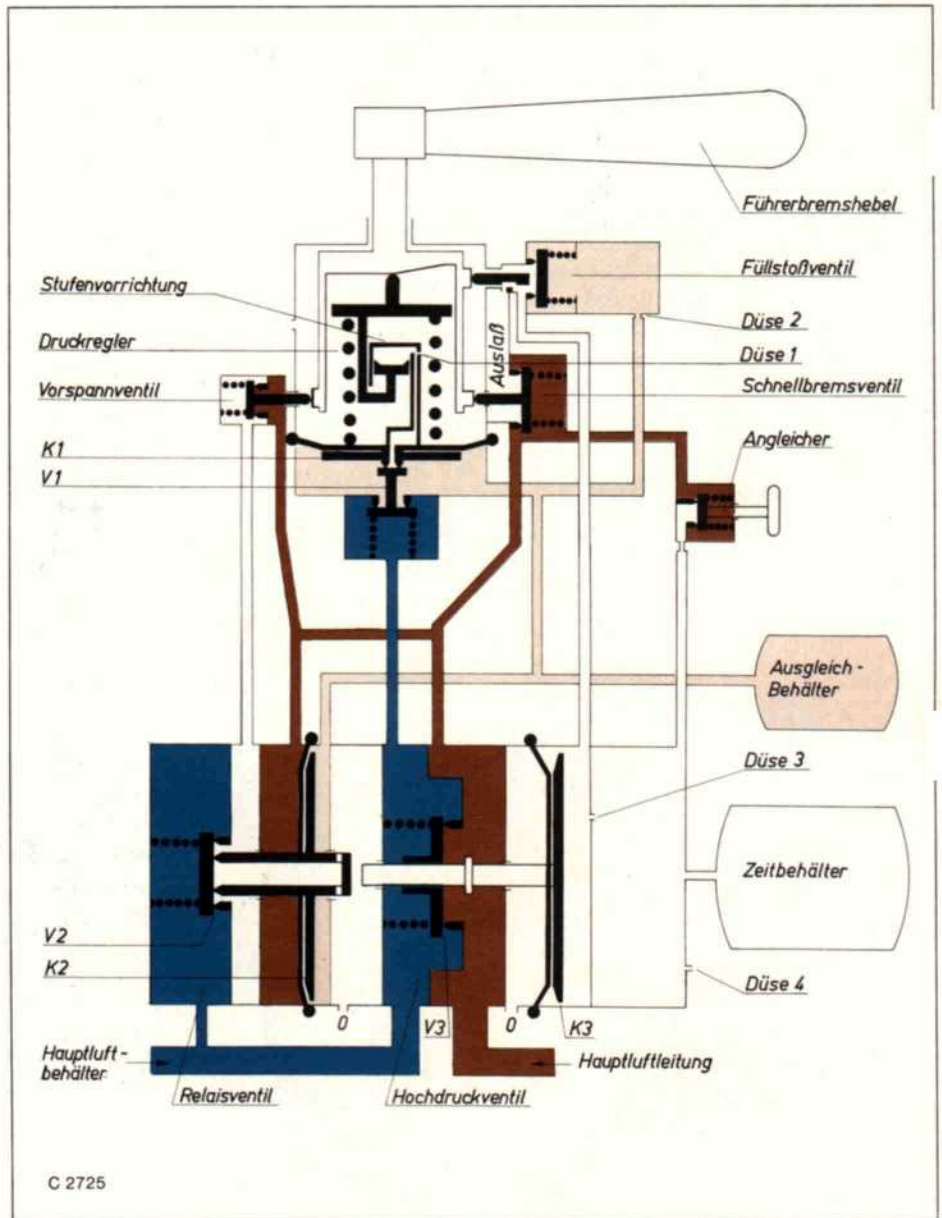 Führerbremshebel
Stufenvorrichtung
Füllstoßventil
Düse 2
Druckregler
Auslaß
Düse 1
Vorspannventil
Schnellbremsventil
Angleicher
K1
V1
Ausgleich-
Behälter
Düse 3
Zeitbehälter
V2
K2
Düse 4
0
V3
0
K3
Hauptluft-
behälter
Hauptluftleitung
Relaisventil
Hochdruckventil
C 2725